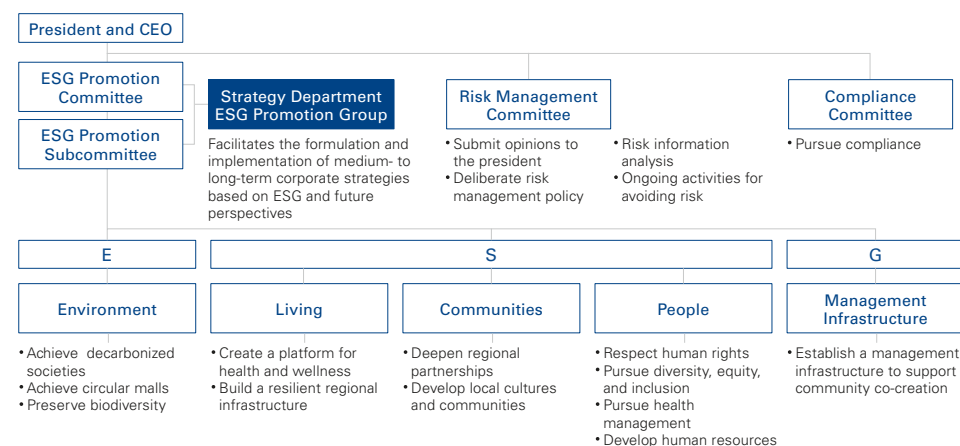 President and CEO
ESG Promotion
Committee
ESG Promotion
Subcommittee
Strategy Department
ESG Promotion Group
Facilitates the formulation and
implementation of medium- to
long-term corporate strategies
based on ESG and future
perspectives
Risk Management
Committee
• Submit opinions to
the president
• Deliberate risk
management policy
• Risk information
analysis
• Ongoing activities for
avoiding risk
Compliance
Committee
• Pursue compliance
E
S
G
Environment
• Achieve decarbonized
societies
• Achieve circular malls
• Preserve biodiversity
Living
• Create a platform for
health and wellness
• Build a resilient regional
infrastructure
Communities
• Deepen regional
partnerships
• Develop local cultures
and communities
People
• Respect human rights
• Pursue diversity, equity,
and inclusion
• Pursue health
management
• Develop human resources
Management
Infrastructure
• Establish a management
infrastructure to support
community co-creation